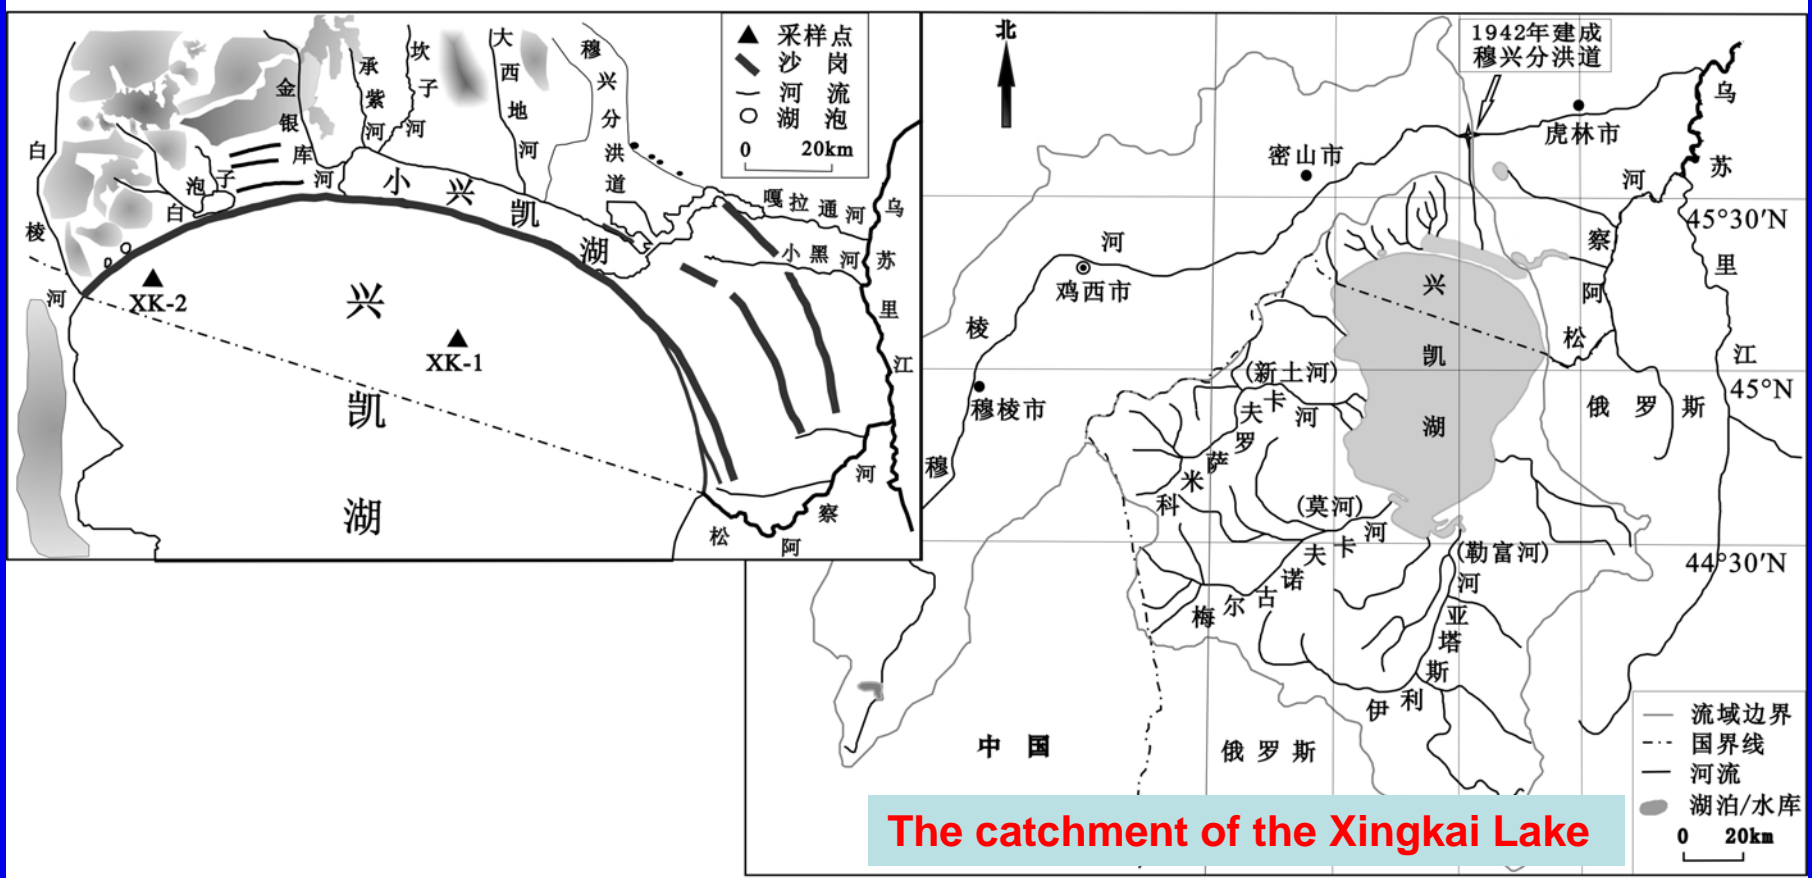 采样点
沙岗
河流
湖泡
0 20km
金银库河
承紫河
坎子河
大西地河
穆兴分洪道
白棱河
白泡子
小兴凯湖
嘎拉通河
小黑河
乌苏里江
XK-2
XK-1
兴凯湖
松阿察河
北
1942年建成
穆兴分洪道
乌苏里江
虎林市
密山市
45°30′N
穆棱河
鸡西市
松阿察河
兴凯湖
(新土河)
穆棱市
45°N
俄罗斯
科米萨罗夫卡河
(莫河)
梅尔古诺夫卡河
(勒富河)
44°30′N
伊利斯塔亚河
中国
俄罗斯
流域边界
国界线
河流
湖泊/水库
0 20km
The catchment of the Xingkai Lake